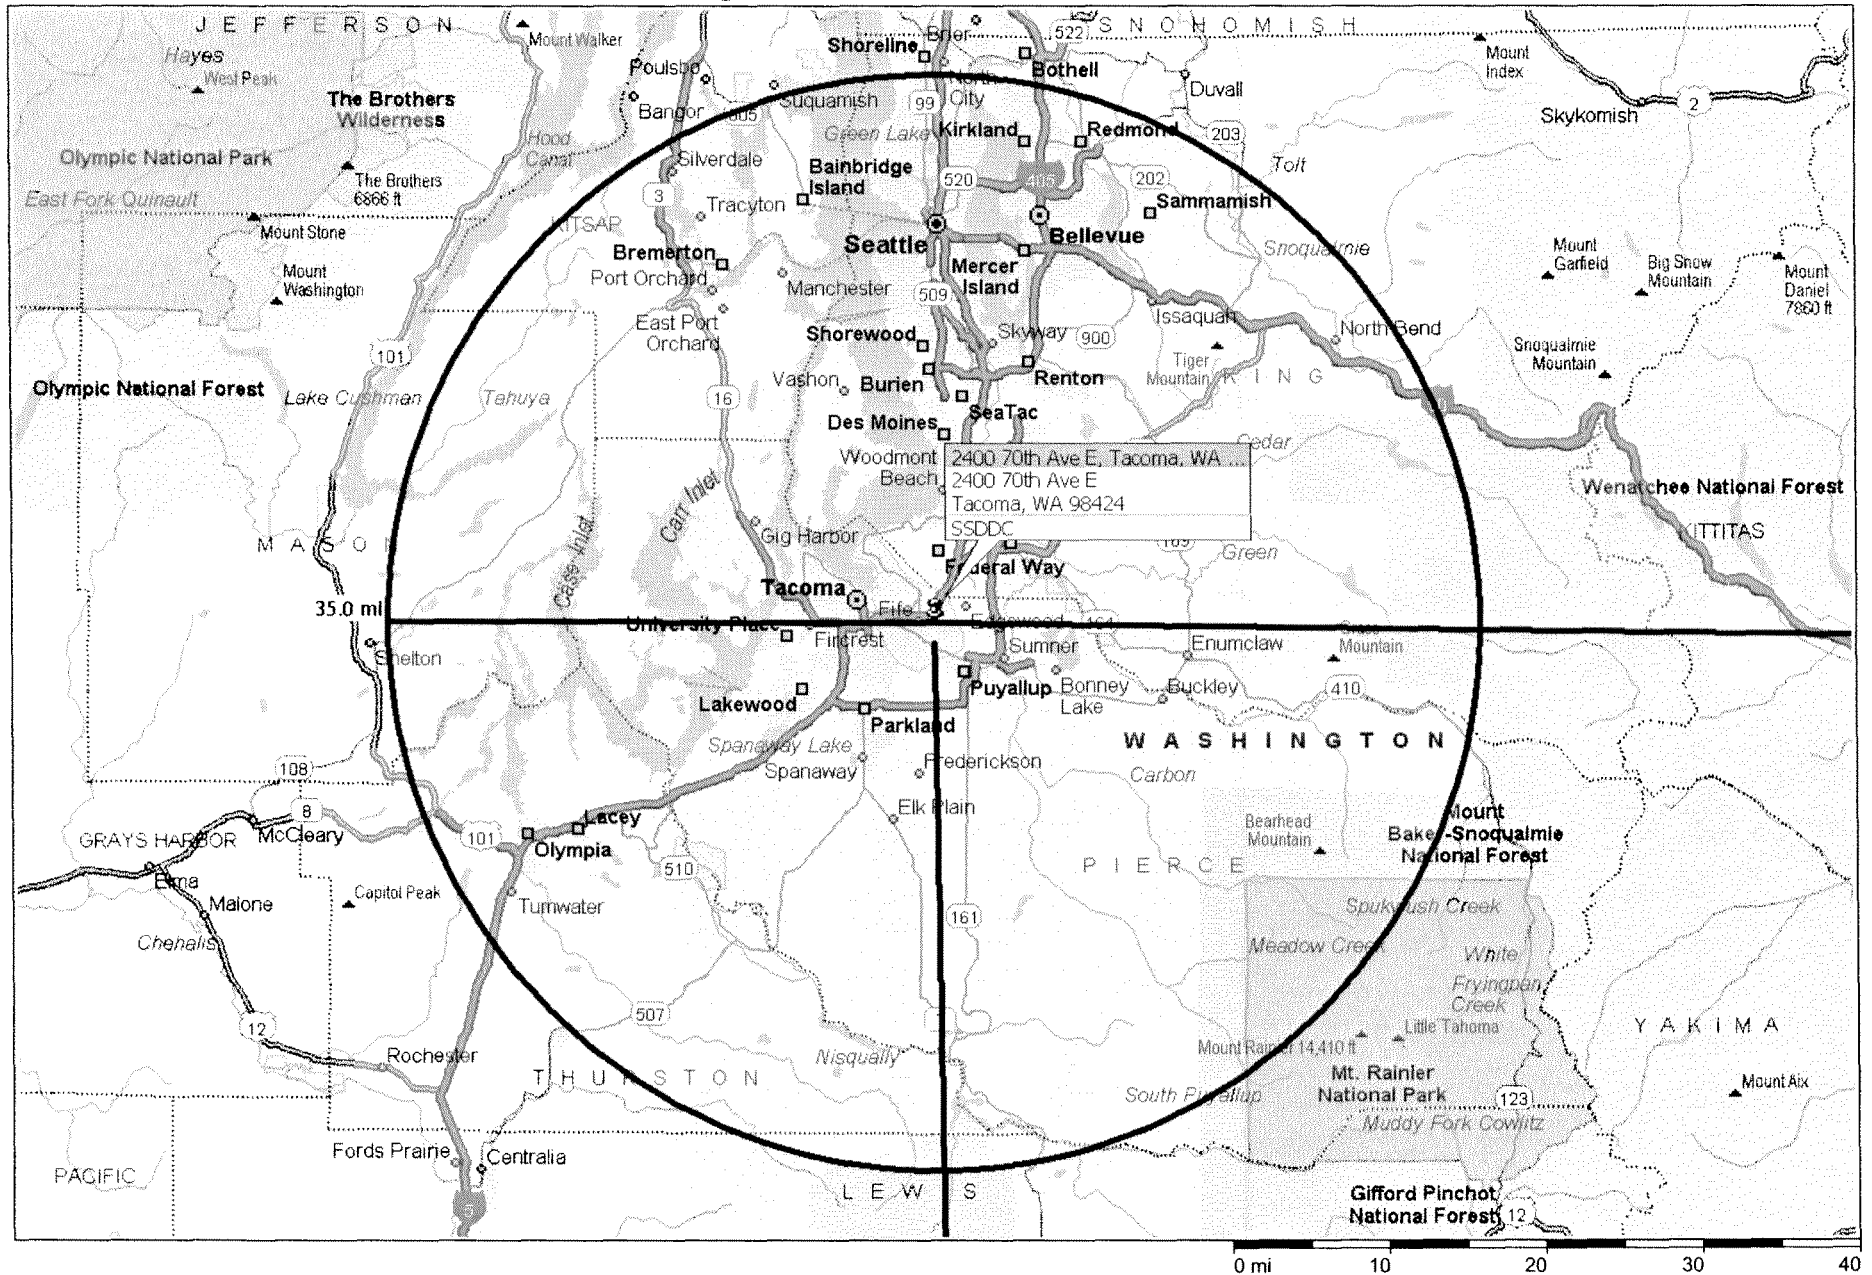 JEFFERSON
SNOHOMISH
Mount Walker
Hayes
West Peak
Poulsbo
Shoreline
Brier
522
Bothell
Mount
Index
The Brothers
Wilderness
Bangor
Suquamish
99
North
City
Duvall
2
Skykomish
Hood
Canal
Green Lake
Kirkland
Redmond
203
Olympic National Park
The Brothers
6866 ft
Silverdale
Bainbridge
Island
520
405
202
Tolt
East Fork Quinault
3
Tracyton
Sammamish
Mount Stone
KITSAP
Seattle
Bellevue
Snoqualmie
Mount
Garfield
Mount
Washington
Bremerton
Port Orchard
Manchester
Mercer
Island
Big Snow
Mountain
Mount
Daniel
7860 ft
509
East Port
Orchard
Shorewood
Skyway
900
Issaquah
North Bend
101
Tiger
Mountain
Snoqualmie
Mountain
Olympic National Forest
Lake Cushman
Tahuya
16
Vashon
Burien
Renton
KING
SeaTac
Des Moines
Cedar
Woodmont
Beach
2400 70th Ave E, Tacoma, WA ...
2400 70th Ave E
Tacoma, WA 98424
SSDDC
Wenatchee National Forest
KITTITAS
MASON
Case Inlet
Carr Inlet
Gig Harbor
169
Green
Federal Way
Tacoma
Fife
35.0 mi
University Place
Fircrest
Edgewood
164
Sumner
Enumclaw
Grass
Mountain
Shelton
Lakewood
Puyallup
Bonney
Lake
Buckley
410
Parkland
WASHINGTON
Spanaway Lake
Spanaway
Frederickson
Carbon
108
8
Elk Plain
GRAYS HARBOR
McCleary
101
Lacey
Olympia
Bearhead
Mountain
Mount
Baker-Snoqualmie
National Forest
510
PIERCE
Elma
Malone
Capitol Peak
Tumwater
161
Spukwush Creek
Chehalis
Meadow Creek
White
Fryingpan
Creek
12
507
Little Tahoma
YAKIMA
Rochester
Nisqually
Mount Rainier 14,410 ft
THURSTON
Mt. Rainier
National Park
Mount Aix
South Puyallup
123
Muddy Fork Cowlitz
Fords Prairie
Centralia
PACIFIC
LEWIS
5
Gifford Pinchot
National Forest
12
0 mi 10 20 30 40